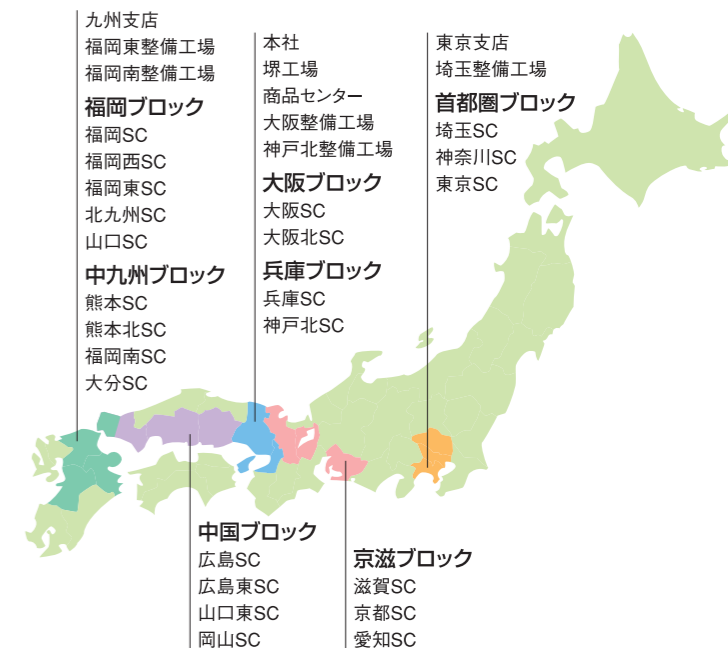 九州支店
福岡東整備工場
福岡南整備工場
福岡ブロック
福岡SC
福岡西SC
福岡東SC
北九州SC
山口SC
中九州ブロック
熊本SC
熊本北SC
福岡南SC
大分SC
本社
堺工場
商品センター
大阪整備工場
神戸北整備工場
大阪ブロック
大阪SC
大阪北SC
兵庫ブロック
兵庫SC
神戸北SC
東京支店
埼玉整備工場
首都圏ブロック
埼玉SC
神奈川SC
東京SC
中国ブロック
広島SC
広島東SC
山口東SC
岡山SC
京滋ブロック
滋賀SC
京都SC
愛知SC